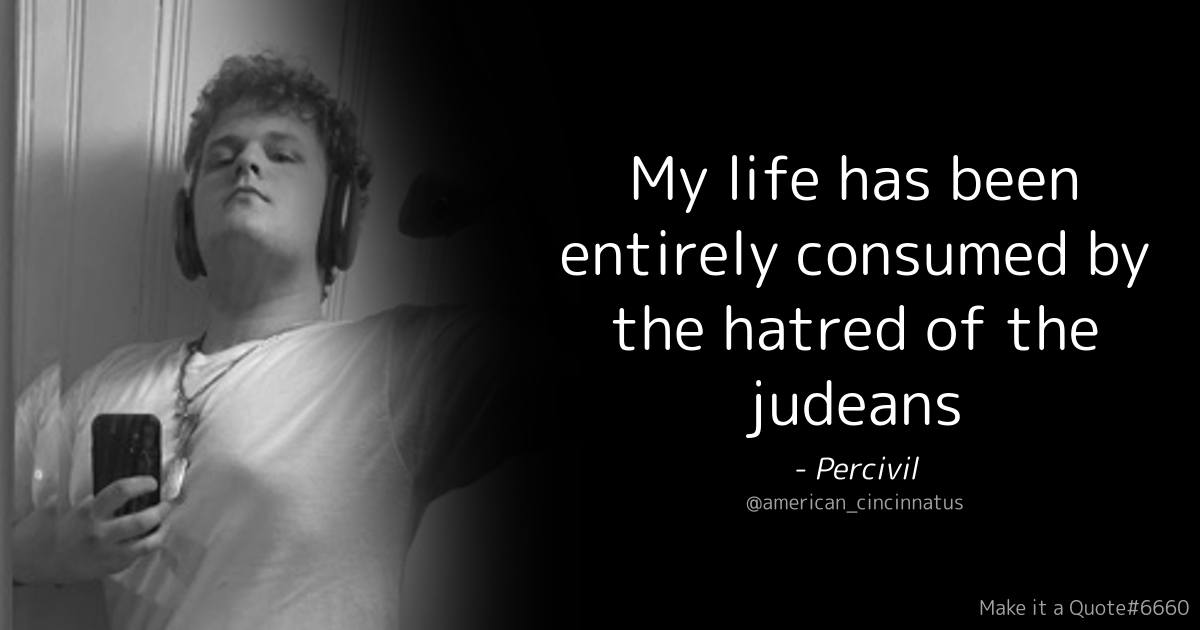 My life has been
entirely consumed by
the hatred of the
judeans
- Percivil
@american_cincinnatus
Make it a Quote#6660